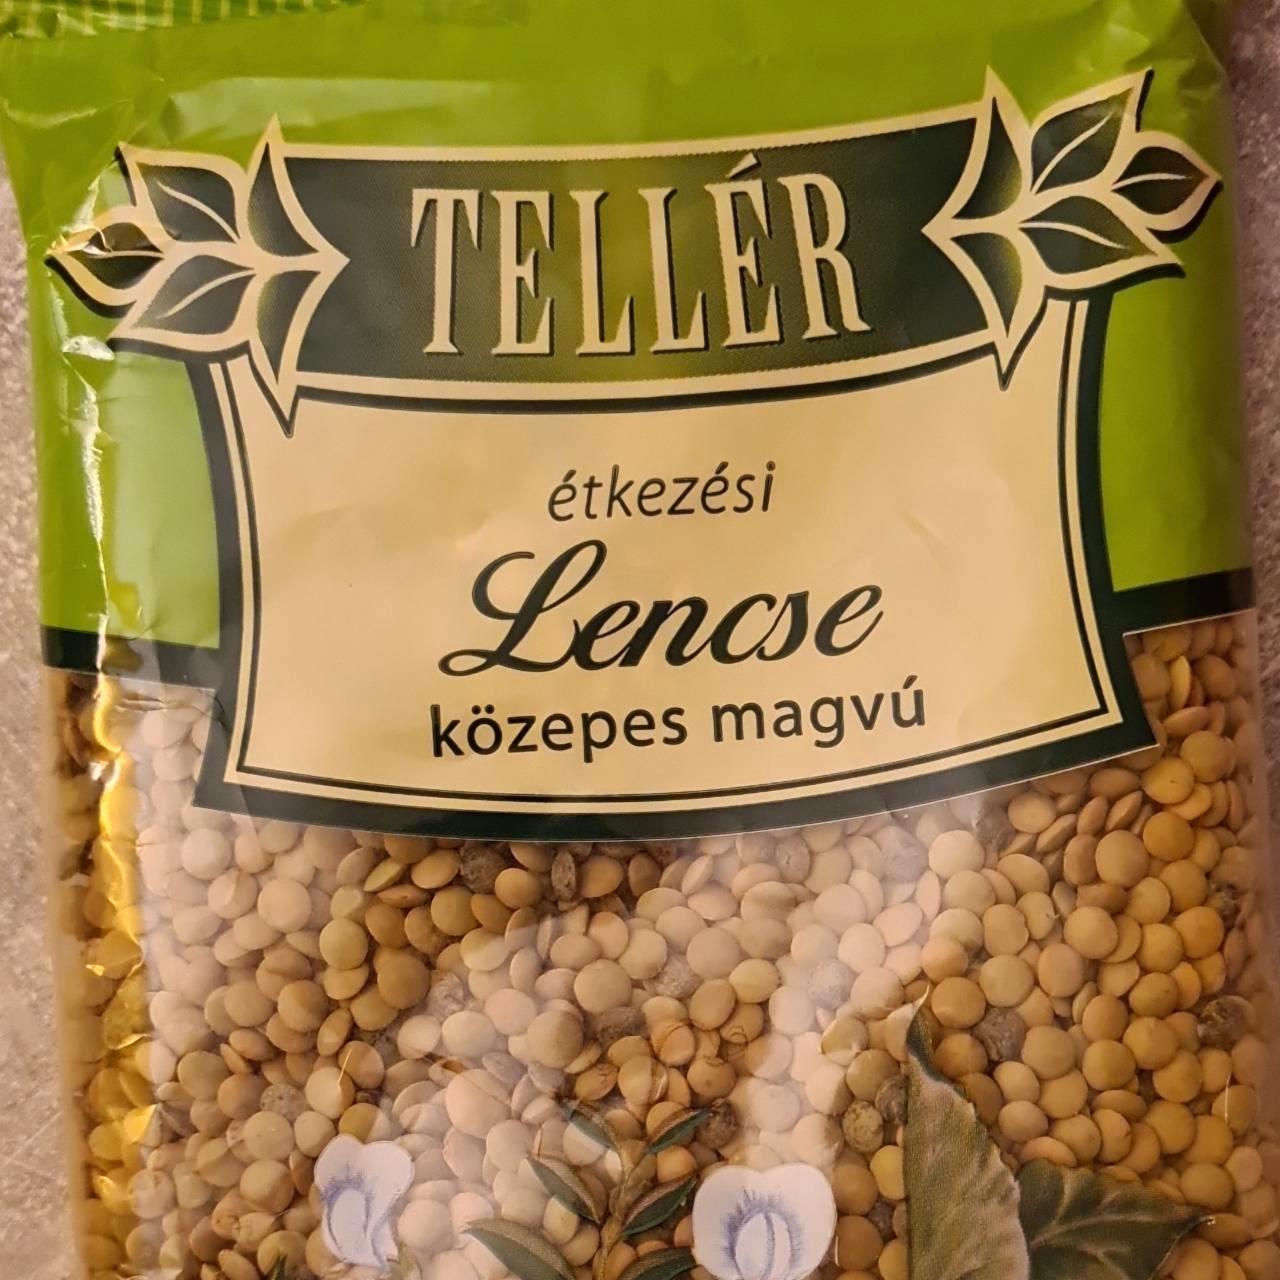 TELLÉR
étkezési
Lencse
közepes magvú